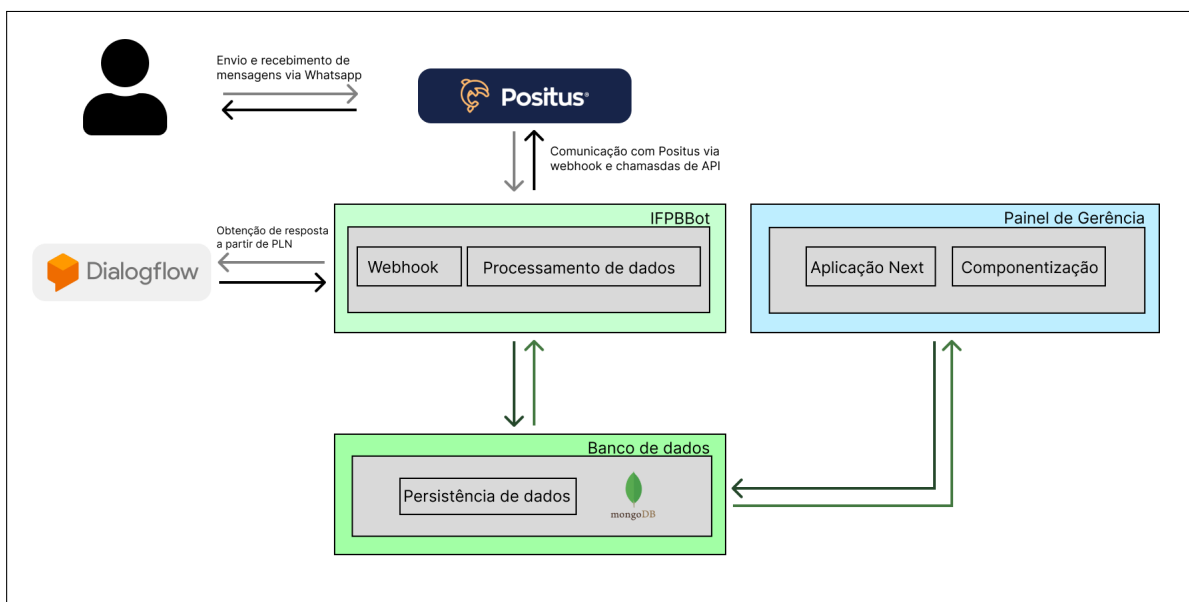 Envio e recebimento de
mensagens via Whatsapp
Positus
Comunicação com Positus via
webhook e chamasdas de API
IFPBBot
Painel de Gerência
Obtenção de resposta
a partir de PLN
Dialogflow
Webhook
Processamento de dados
Aplicação Next
Componentização
Banco de dados
Persistência de dados
mongoDB